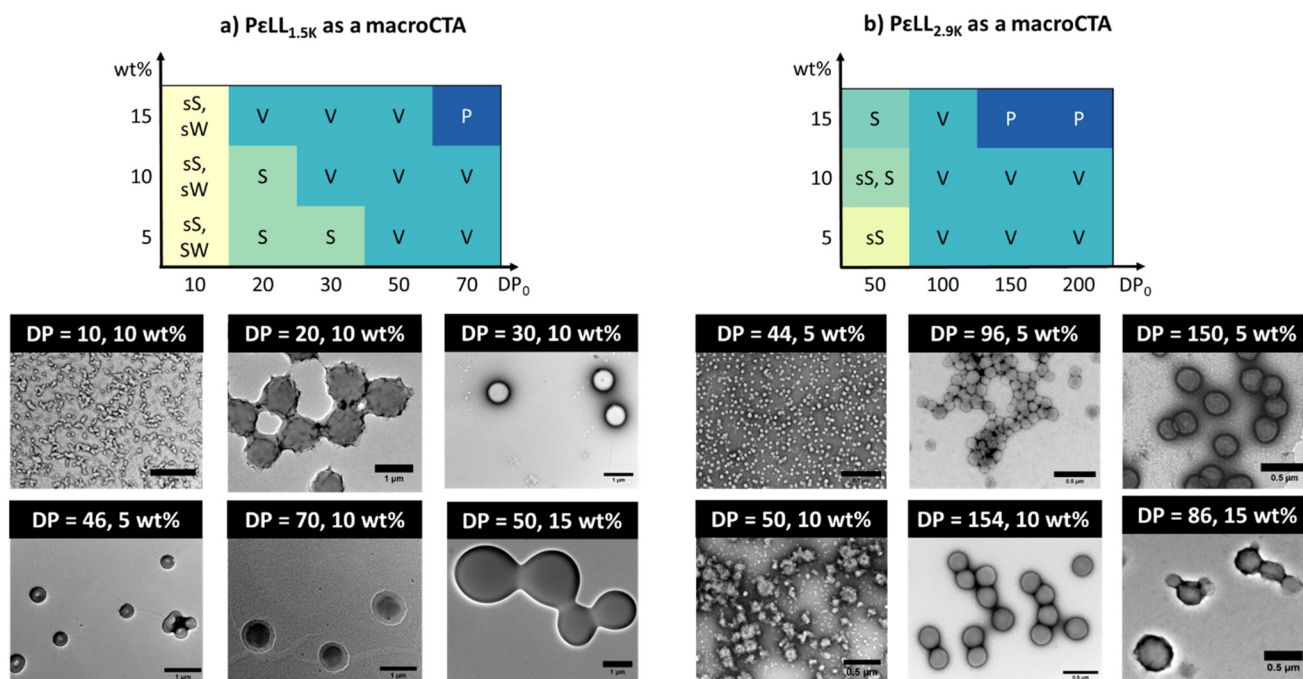 a) PεLL1.5K as a macroCTA
wt%
15
sS,
sW
V
V
V
P
10
sS,
sW
S
V
V
V
5
sS,
SW
S
S
V
V
10
20
30
50
70
DP0
DP = 10, 10 wt%
DP = 20, 10 wt%
DP = 30, 10 wt%
1 μm
1 μm
DP = 46, 5 wt%
DP = 70, 10 wt%
DP = 50, 15 wt%
1 μm
1 μm
1 μm
b) PεLL2.9K as a macroCTA
wt%
15
S
V
P
P
10
sS, S
V
V
V
5
sS
V
V
V
50
100
150
200
DP0
DP = 44, 5 wt%
DP = 96, 5 wt%
DP = 150, 5 wt%
0.5 μm
0.5 μm
DP = 50, 10 wt%
DP = 154, 10 wt%
DP = 86, 15 wt%
0.5 μm
0.5 μm
0.5 μm